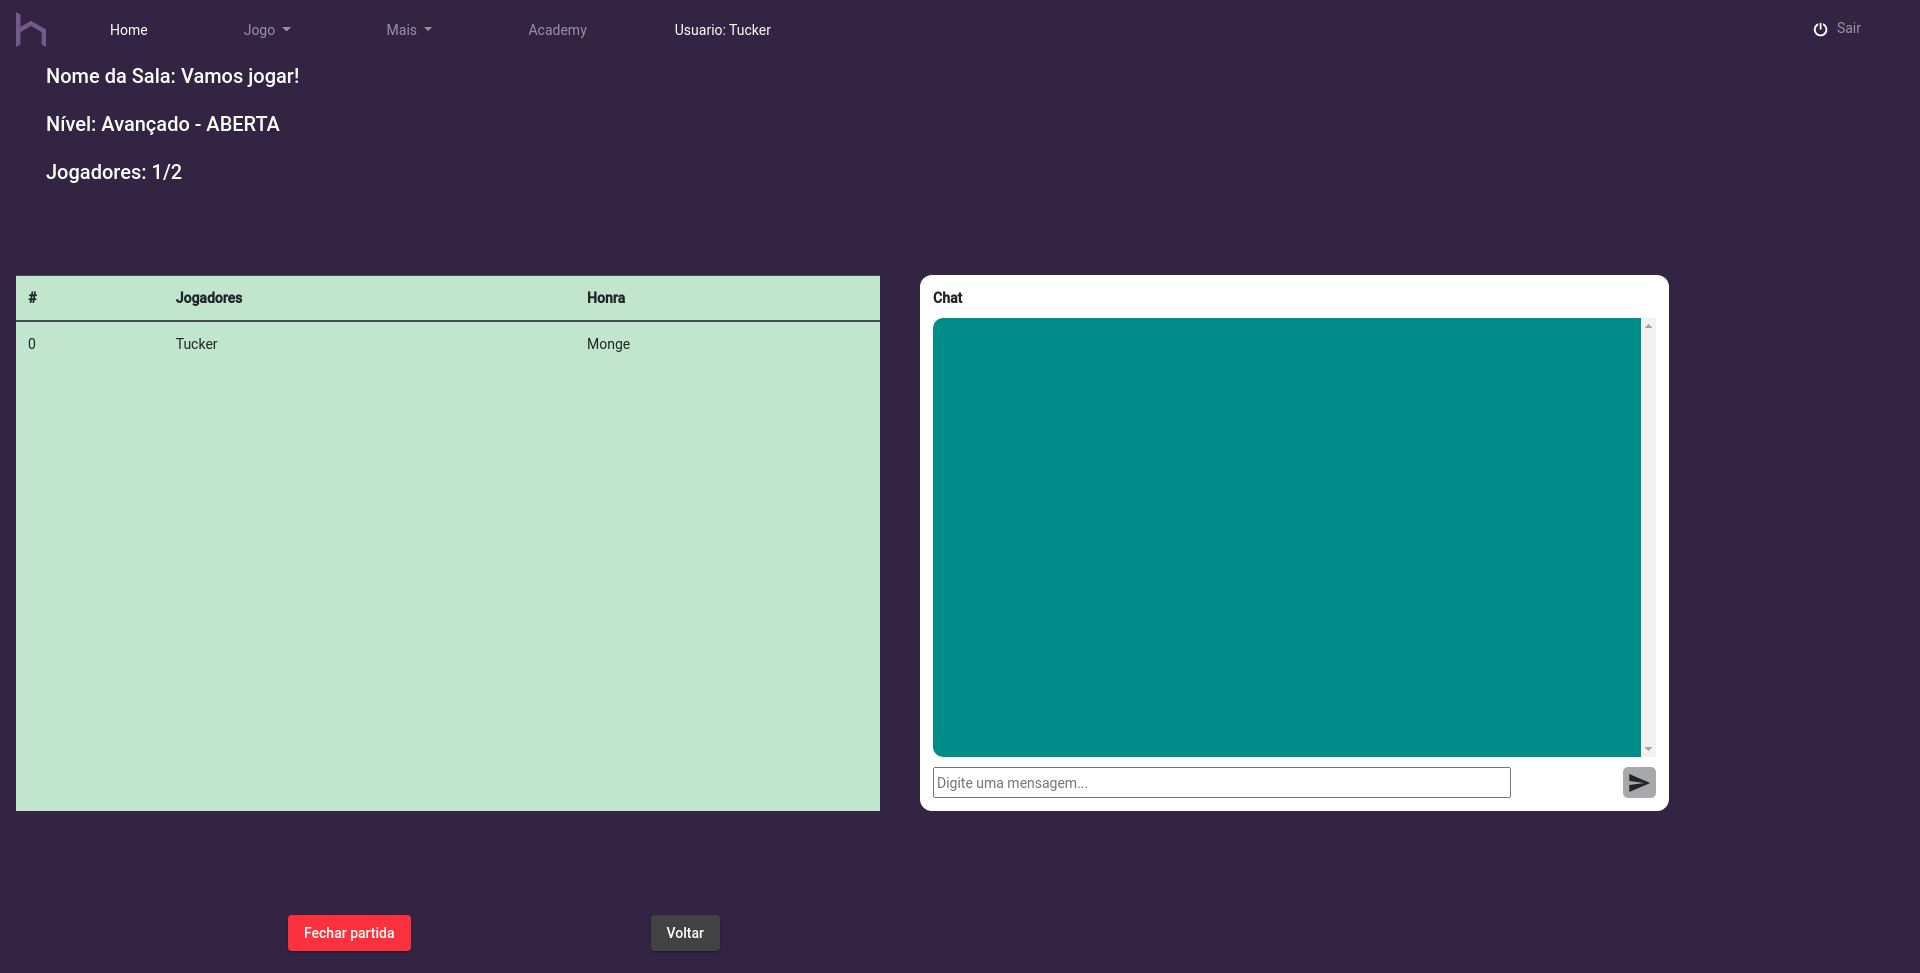 Home Jogo Mais Academy Usuario: Tucker Sair
Nome da Sala: Vamos jogar!
Nível: Avançado - ABERTA
Jogadores: 1/2
# Jogadores Honra
0 Tucker Monge
Chat
Digite uma mensagem...
Fechar partida Voltar